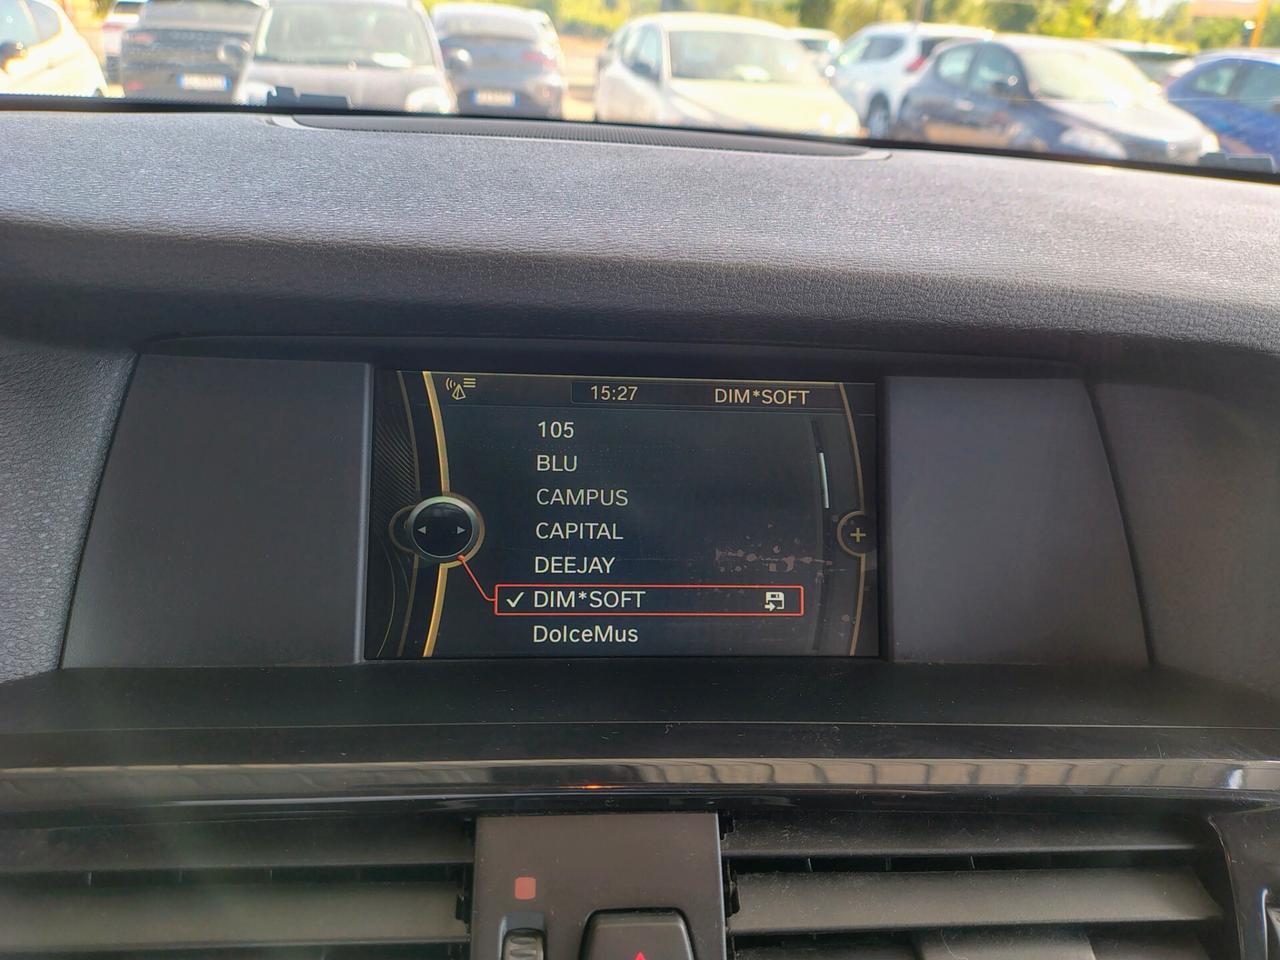 15:27 DIM*SOFT
105
BLU
CAMPUS
CAPITAL
DEEJAY
DIM*SOFT
DolceMus